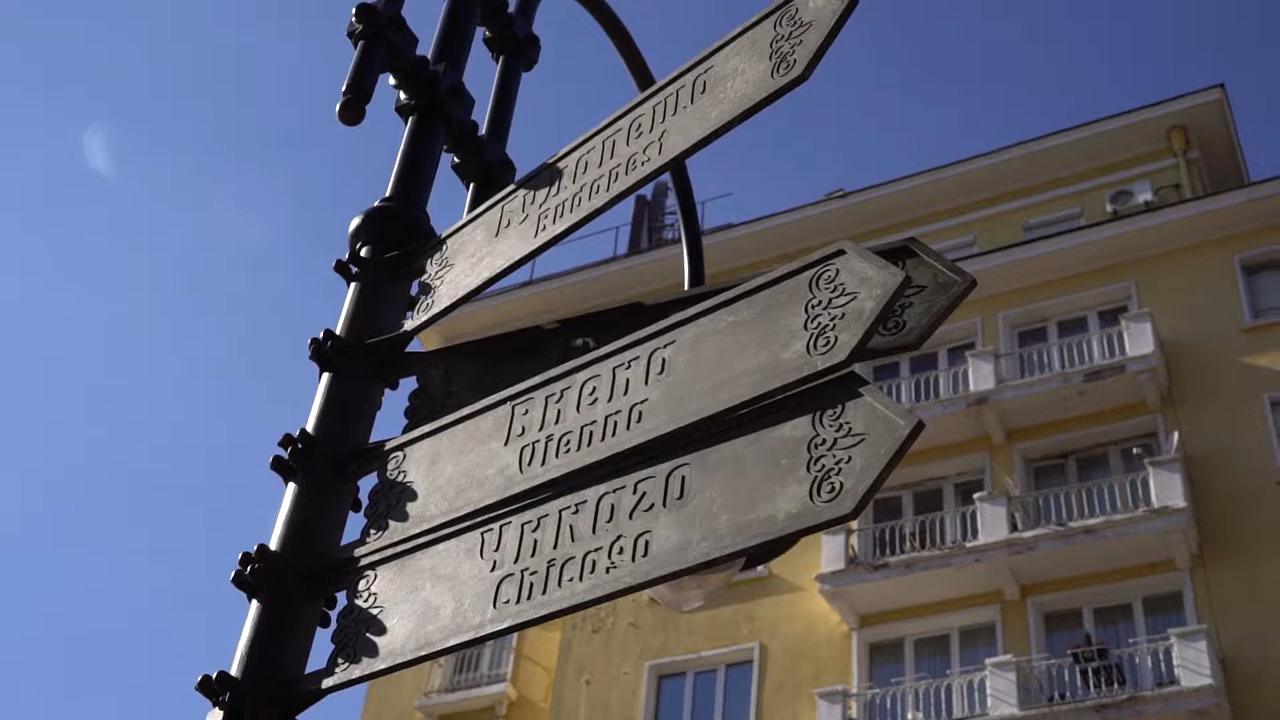 Будапеща
Budapest
Виена
Vienna
Чикаго
Chicago